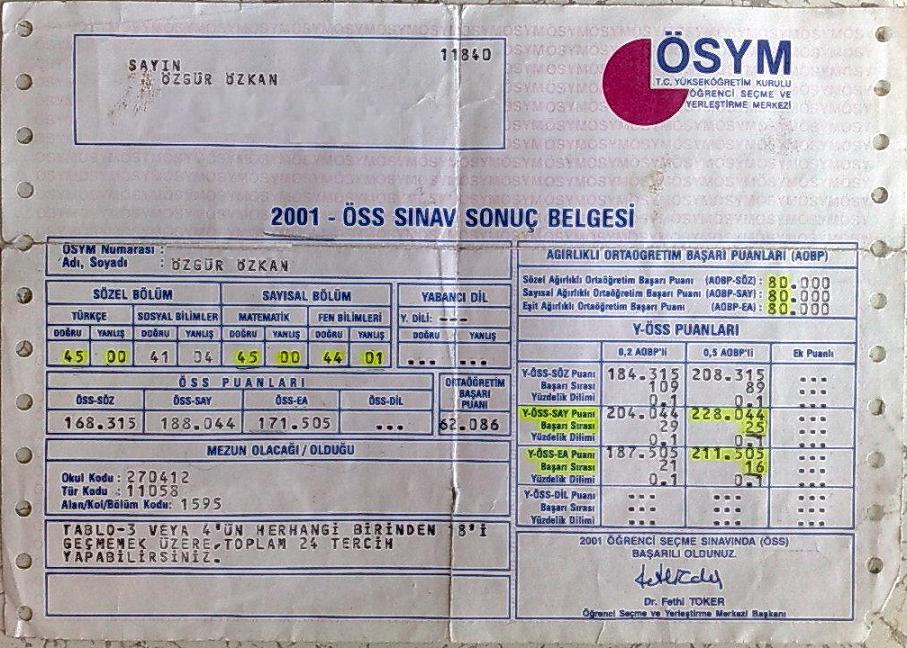 SAYIN
ÖZGÜR ÖZKAN
11840
ÖSYM
T.C. YÜKSEKÖĞRETİM KURULU
ÖĞRENCİ SEÇME VE
YERLEŞTİRME MERKEZİ
2001 - ÖSS SINAV SONUÇ BELGESİ
ÖSYM Numarası :
Adı, Soyadı : ÖZGÜR ÖZKAN
SÖZEL BÖLÜM SAYISAL BÖLÜM YABANCI DİL
TÜRKÇE SOSYAL BİLİMLER MATEMATİK FEN BİLİMLERİ Y. DİLİ: ---
DOĞRU YANLIŞ DOĞRU YANLIŞ DOĞRU YANLIŞ DOĞRU YANLIŞ DOĞRU YANLIŞ
45 00 41 04 45 00 44 01 ... ...
ÖSS PUANLARI ORTAÖĞRETİM BAŞARI PUANI
ÖSS-SÖZ ÖSS-SAY ÖSS-EA ÖSS-DİL
168.315 188.044 171.505 ... 62.086
MEZUN OLACAĞI / OLDUĞU
Okul Kodu : 270412
Tür Kodu : 11058
Alan/Kol/Bölüm Kodu: 1595
TABLO-3 VEYA 4'ÜN HERHANGİ BİRİNDEN 8'İ
GEÇMEMEK ÜZERE,TOPLAM 24 TERCİH
YAPABİLİRSİNİZ.
AĞIRLIKLI ORTAÖĞRETİM BAŞARI PUANLARI (AOBP)
Sözel Ağırlıklı Ortaöğretim Başarı Puanı (AOBP-SÖZ) : 80.000
Sayısal Ağırlıklı Ortaöğretim Başarı Puanı (AOBP-SAY) : 80.000
Eşit Ağırlıklı Ortaöğretim Başarı Puanı (AOBP-EA) : 80.000
Y-ÖSS PUANLARI
0,2 AOBP'li 0,5 AOBP'li Ek Puanlı
Y-ÖSS-SÖZ Puanı 184.315 208.315 ...
Başarı Sırası 109 89 ...
Yüzdelik Dilimi 0.1 0.1
Y-ÖSS-SAY Puanı 204.044 228.044 ...
Başarı Sırası 29 25 ...
Yüzdelik Dilimi 0.1 0.1
Y-ÖSS-EA Puanı 187.505 211.505 ...
Başarı Sırası 21 16 ...
Yüzdelik Dilimi 0.1 0.1
Y-ÖSS-DİL Puanı ... ... ...
Başarı Sırası ... ... ...
Yüzdelik Dilimi ... ... ...
2001 ÖĞRENCİ SEÇME SINAVINDA (ÖSS)
BAŞARILI OLDUNUZ.
Dr. Fethi TOKER
Öğrenci Seçme ve Yerleştirme Merkezi Başkanı